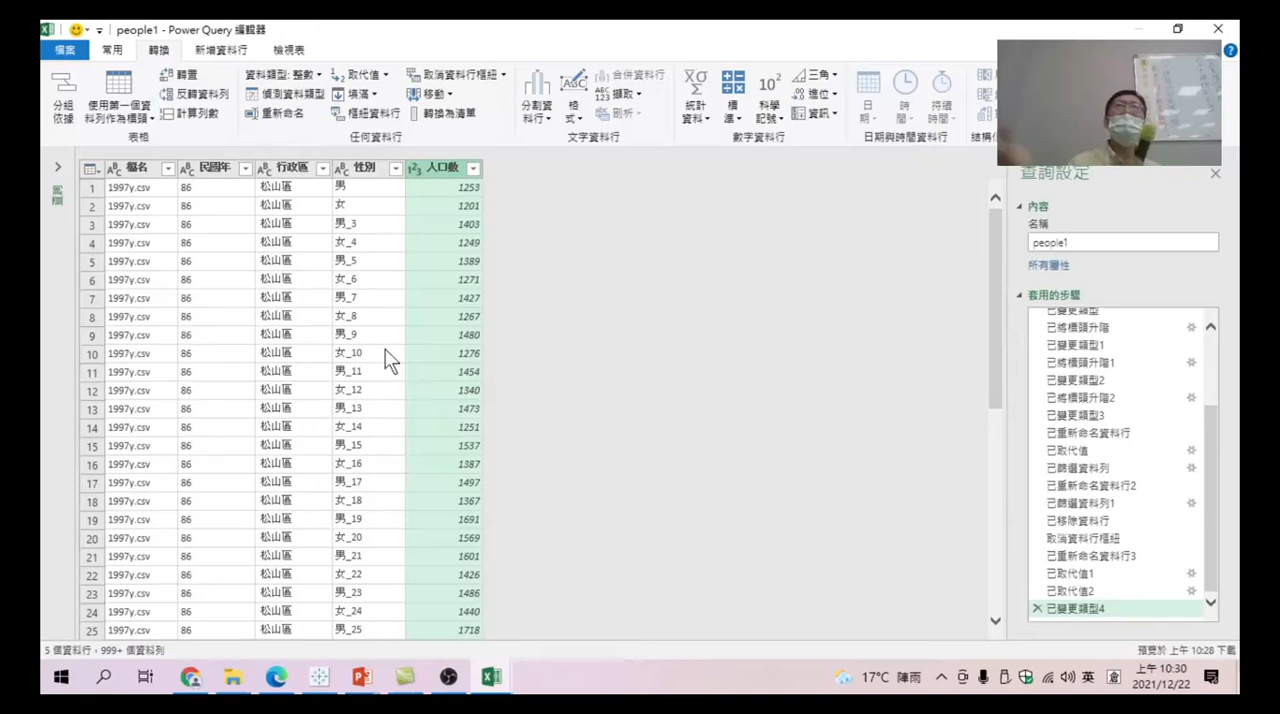 people1 - Power Query 編輯器
檔案 常用 轉換 新增資料行 檢視表
分組依據
使用第一個資料列作為標頭
轉置
反轉資料列
計算列數
表格
資料類型: 整數
偵測資料類型
重新命名
取代值
填滿
樞紐資料行
取消資料行樞紐
移動
轉換為清單
任何資料行
分割資料行
格式
合併資料行
擷取
剖析
文字資料行
統計資料
標準
科學記號
三角
進位
資訊
數字資料行
日期
時間
持續時間
日期與時間資料行
檔名 民國年 行政區 性別 人口數
1 1997y.csv 86 松山區 男 1253
2 1997y.csv 86 松山區 女 1201
3 1997y.csv 86 松山區 男_3 1403
4 1997y.csv 86 松山區 女_4 1249
5 1997y.csv 86 松山區 男_5 1389
6 1997y.csv 86 松山區 女_6 1271
7 1997y.csv 86 松山區 男_7 1427
8 1997y.csv 86 松山區 女_8 1267
9 1997y.csv 86 松山區 男_9 1480
10 1997y.csv 86 松山區 女_10 1276
11 1997y.csv 86 松山區 男_11 1454
12 1997y.csv 86 松山區 女_12 1340
13 1997y.csv 86 松山區 男_13 1473
14 1997y.csv 86 松山區 女_14 1251
15 1997y.csv 86 松山區 男_15 1537
16 1997y.csv 86 松山區 女_16 1387
17 1997y.csv 86 松山區 男_17 1497
18 1997y.csv 86 松山區 女_18 1367
19 1997y.csv 86 松山區 男_19 1691
20 1997y.csv 86 松山區 女_20 1569
21 1997y.csv 86 松山區 男_21 1601
22 1997y.csv 86 松山區 女_22 1426
23 1997y.csv 86 松山區 男_23 1486
24 1997y.csv 86 松山區 女_24 1440
25 1997y.csv 86 松山區 男_25 1718
查詢設定
內容
名稱
people1
所有屬性
套用的步驟
已變更類型
已將標頭升階
已變更類型1
已將標頭升階1
已變更類型2
已將標頭升階2
已變更類型3
已重新命名資料行
已取代值
已篩選資料列
已重新命名資料行2
已篩選資料列1
已移除資料行
取消資料行樞紐
已重新命名資料行3
已取代值1
已取代值2
已變更類型4
5 個資料行, 999+ 個資料列
預覽於 上午 10:28 下載
17°C 陣雨
英
倉
上午 10:30
2021/12/22